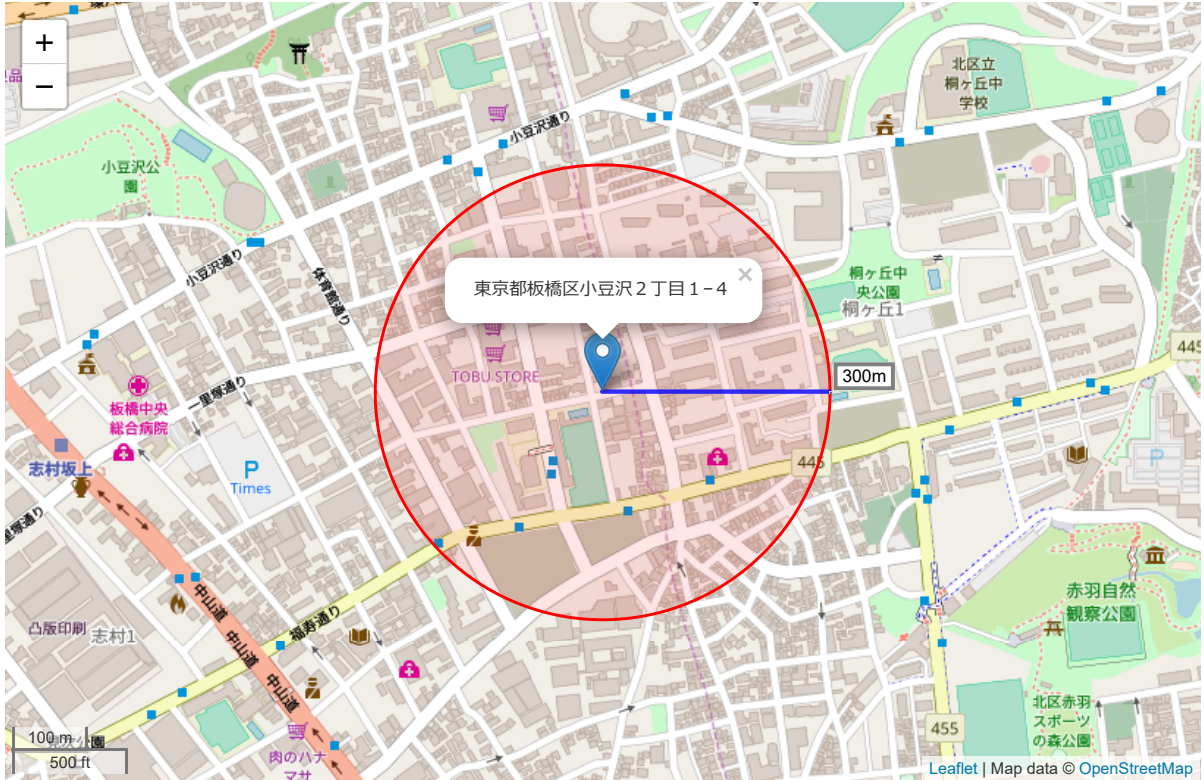 +
−
小豆沢公
園
小豆沢通り
北区立
桐ヶ丘中
学校
小豆沢通り
体育館通り
東京都板橋区小豆沢２丁目１−４
×
桐ヶ丘中
央公園
桐ヶ丘1
TOBU STORE
300m
445
一里塚通り
板橋中央
総合病院
志村坂上
P
Times
445
P
中山道
中山道
中山道
福寿通り
凸版印刷
志村1
赤羽自然
観察公園
北区赤羽
スポーツ
の森公園
455
肉のハナ
マサ
100 m
500 ft
Leaflet | Map data © OpenStreetMap